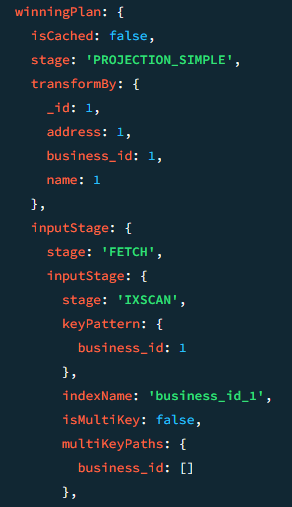 winningPlan: {
isCached: false,
stage: 'PROJECTION_SIMPLE',
transformBy: {
_id: 1,
address: 1,
business_id: 1,
name: 1
},
inputStage: {
stage: 'FETCH',
inputStage: {
stage: 'IXSCAN',
keyPattern: {
business_id: 1
},
indexName: 'business_id_1',
isMultiKey: false,
multiKeyPaths: {
business_id: []
},